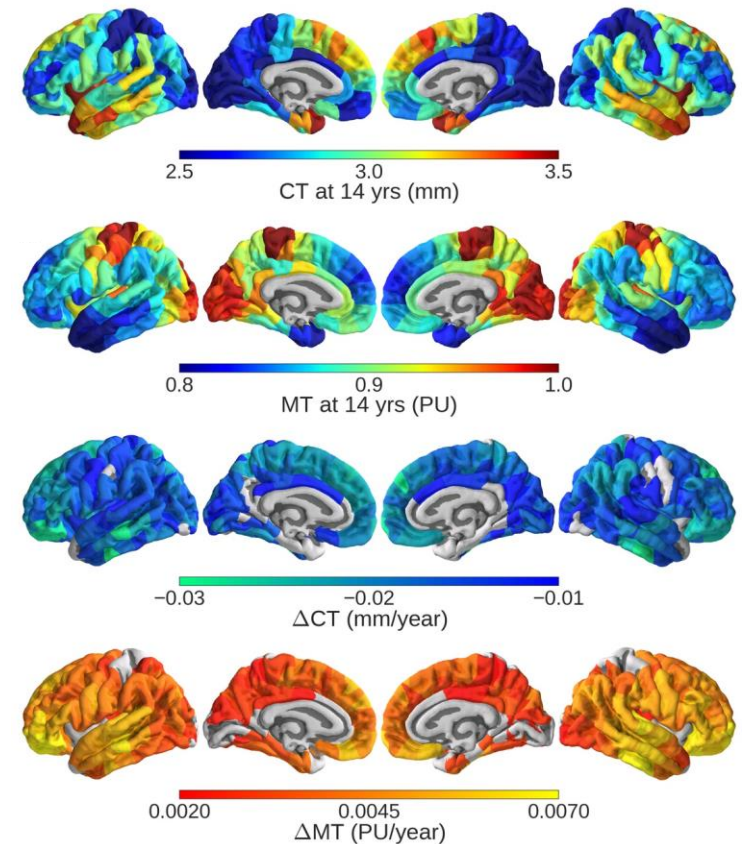 2.5 3.0 3.5
CT at 14 yrs (mm)
0.8 0.9 1.0
MT at 14 yrs (PU)
−0.03 −0.02 −0.01
ΔCT (mm/year)
0.0020 0.0045 0.0070
ΔMT (PU/year)